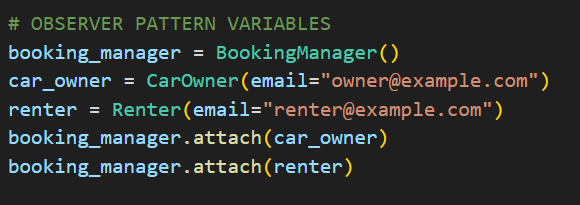 # OBSERVER PATTERN VARIABLES
booking_manager = BookingManager()
car_owner = CarOwner(email="owner@example.com")
renter = Renter(email="renter@example.com")
booking_manager.attach(car_owner)
booking_manager.attach(renter)